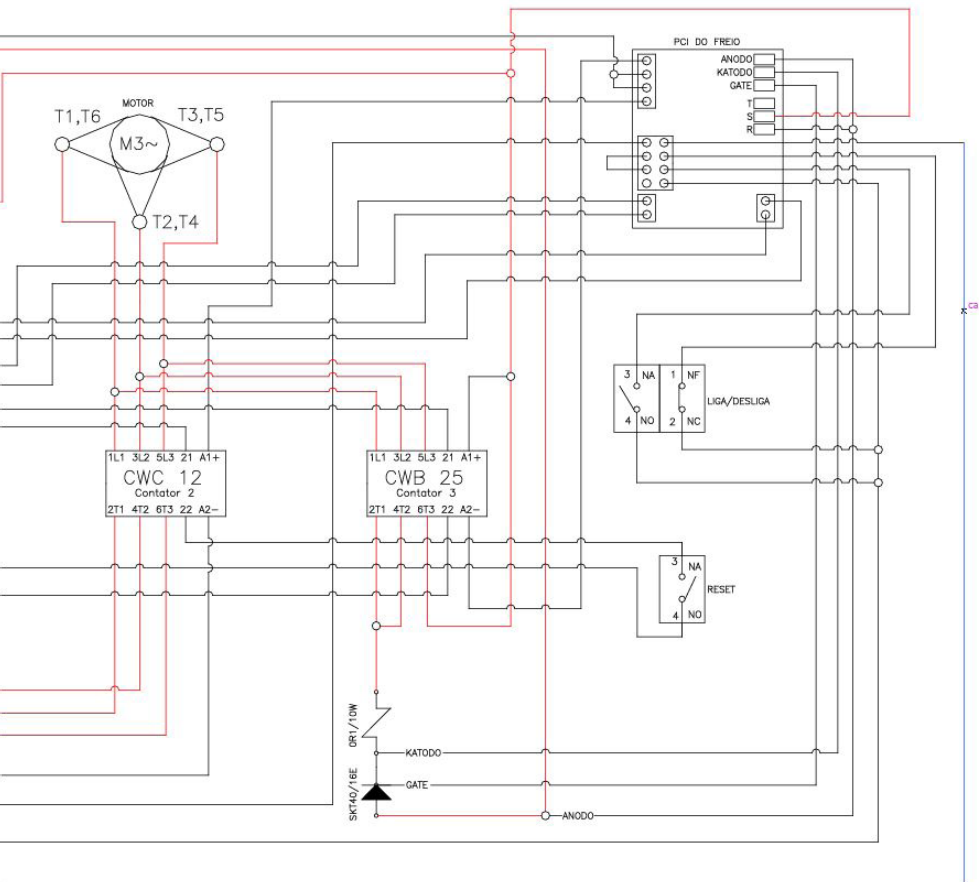 PCI DO FREIO
ANODO
KATODO
GATE
T
S
R
MOTOR
T1,T6
T3,T5
M3~
T2,T4
3 NA
1 NF
4 NO
2 NC
LIGA/DESLIGA
1L1 3L2 5L3 21 A1+
CWC 12
Contator 2
2T1 4T2 6T3 22 A2-
1L1 3L2 5L3 21 A1+
CWB 25
Contator 3
2T1 4T2 6T3 22 A2-
3 NA
RESET
4 NO
0R1/10W
KATODO
SKT40/16E
GATE
ANODO
ca